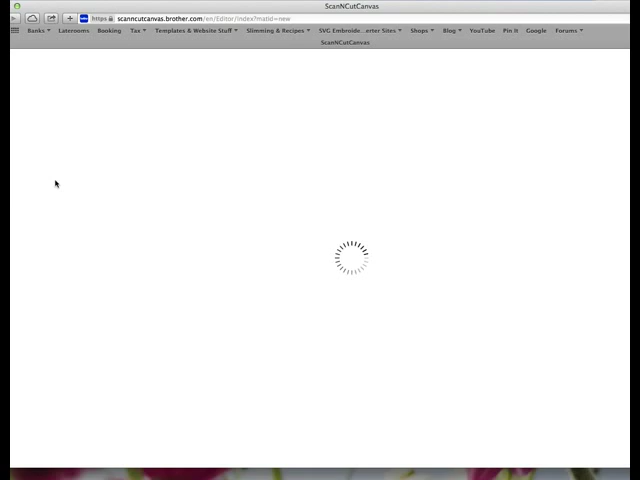 ScanNCutCanvas
https scanncutcanvas.brother.com/en/Editor/Index?matid=new
Banks Laterooms Booking Tax Templates & Website Stuff Slimming & Recipes SVG Embroide...erter Sites Shops Blog YouTube Pin It Google Forums
ScanNCutCanvas